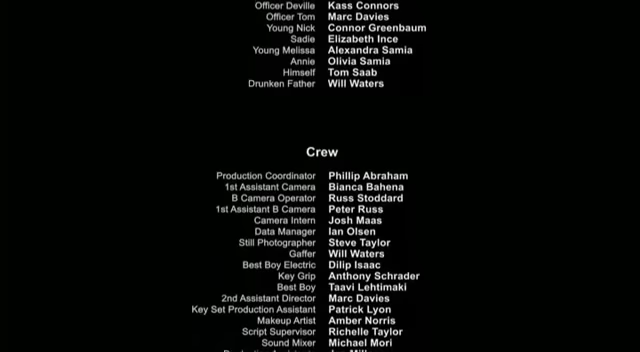 Officer Deville Kass Connors
Officer Tom Marc Davies
Young Nick Connor Greenbaum
Sadie Elizabeth Ince
Young Melissa Alexandra Samia
Annie Olivia Samia
Himself Tom Saab
Drunken Father Will Waters
Crew
Production Coordinator Phillip Abraham
1st Assistant Camera Bianca Bahena
B Camera Operator Russ Stoddard
1st Assistant B Camera Peter Russ
Camera Intern Josh Maas
Data Manager Ian Olsen
Still Photographer Steve Taylor
Gaffer Will Waters
Best Boy Electric Dilip Isaac
Key Grip Anthony Schrader
Best Boy Taavi Lehtimaki
2nd Assistant Director Marc Davies
Key Set Production Assistant Patrick Lyon
Makeup Artist Amber Norris
Script Supervisor Richelle Taylor
Sound Mixer Michael Mori